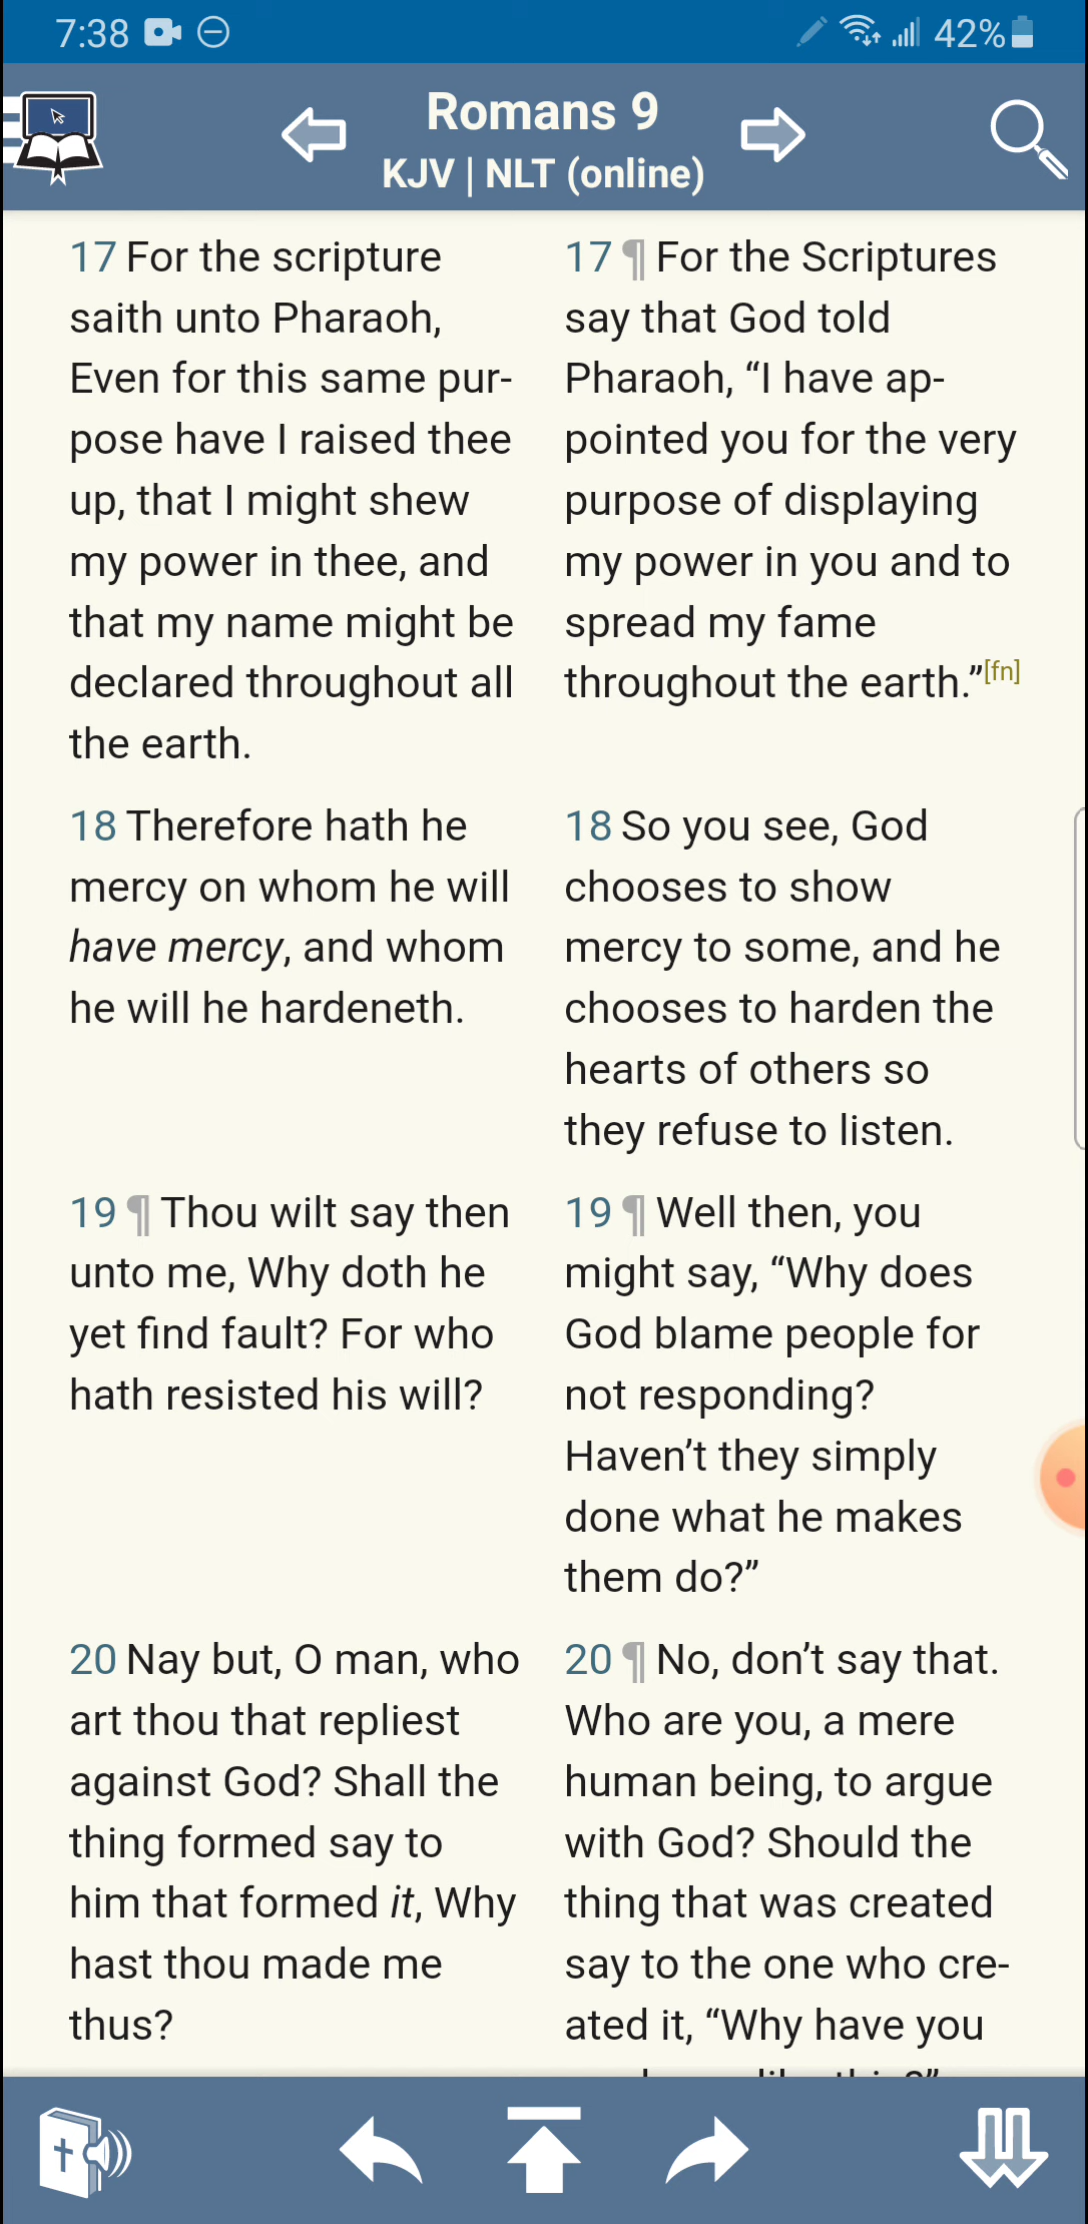 7:38
42%
Romans 9
KJV | NLT (online)
17 For the scripture
saith unto Pharaoh,
Even for this same pur-
pose have I raised thee
up, that I might shew
my power in thee, and
that my name might be
declared throughout all
the earth.
18 Therefore hath he
mercy on whom he will
have mercy, and whom
he will he hardeneth.
19 ¶ Thou wilt say then
unto me, Why doth he
yet find fault? For who
hath resisted his will?
20 Nay but, O man, who
art thou that repliest
against God? Shall the
thing formed say to
him that formed it, Why
hast thou made me
thus?
17 ¶ For the Scriptures
say that God told
Pharaoh, “I have ap-
pointed you for the very
purpose of displaying
my power in you and to
spread my fame
throughout the earth.”[fn]
18 So you see, God
chooses to show
mercy to some, and he
chooses to harden the
hearts of others so
they refuse to listen.
19 ¶ Well then, you
might say, “Why does
God blame people for
not responding?
Haven’t they simply
done what he makes
them do?”
20 ¶ No, don’t say that.
Who are you, a mere
human being, to argue
with God? Should the
thing that was created
say to the one who cre-
ated it, “Why have you